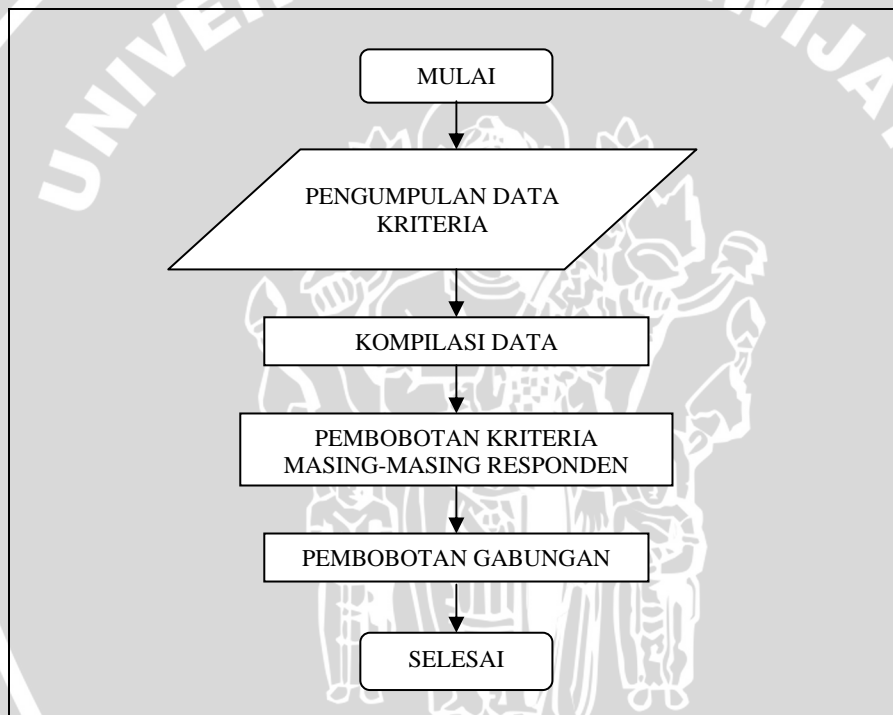 MULAI
PENGUMPULAN DATA
KRITERIA
KOMPILASI DATA
PEMBOBOTAN KRITERIA
MASING-MASING RESPONDEN
PEMBOBOTAN GABUNGAN
SELESAI